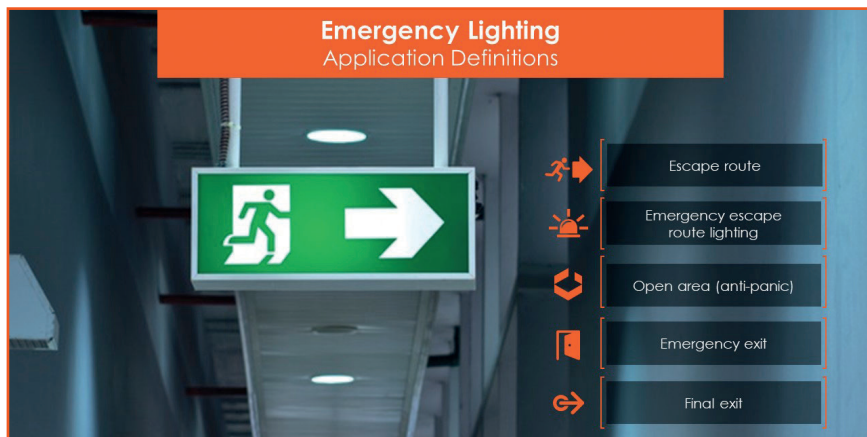 Emergency Lighting
Application Definitions
Escape route
Emergency escape
route lighting
Open area (anti-panic)
Emergency exit
Final exit